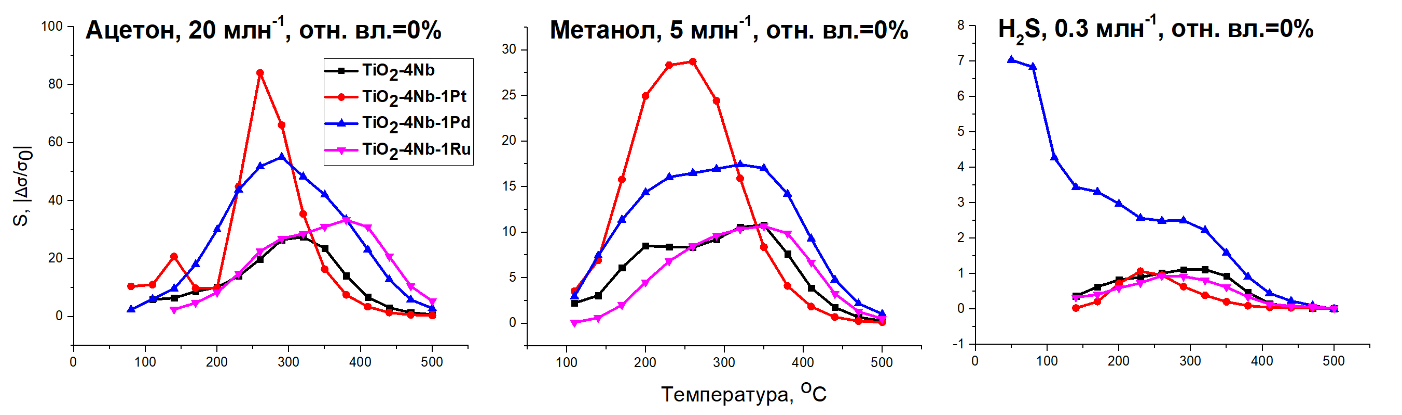 Ацетон, 20 млн⁻¹, отн. вл.=0%
Метанол, 5 млн⁻¹, отн. вл.=0%
H₂S, 0.3 млн⁻¹, отн. вл.=0%
S, |Δσ/σ₀|
100
80
60
40
20
0
TiO₂-4Nb
TiO₂-4Nb-1Pt
TiO₂-4Nb-1Pd
TiO₂-4Nb-1Ru
0 100 200 300 400 500
30
25
20
15
10
5
0
100 200 300 400 500
8
7
6
5
4
3
2
1
0
-1
0 100 200 300 400 500
Температура, °C